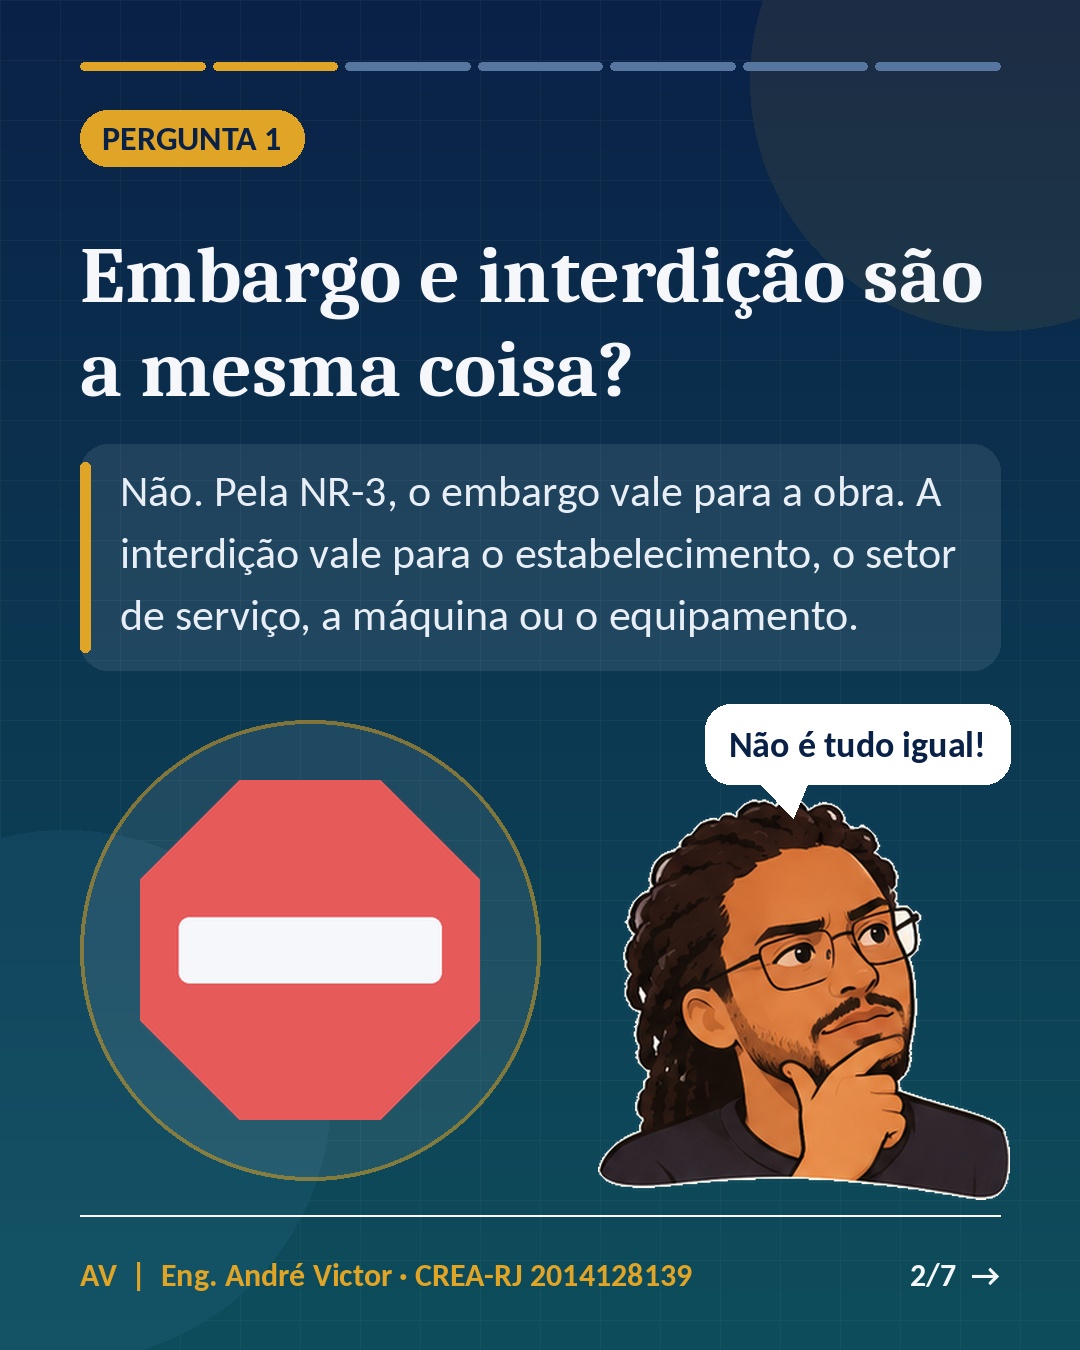 PERGUNTA 1
Embargo e interdição são
a mesma coisa?
Não. Pela NR-3, o embargo vale para a obra. A
interdição vale para o estabelecimento, o setor
de serviço, a máquina ou o equipamento.
Não é tudo igual!
AV | Eng. André Victor · CREA-RJ 2014128139
2/7 →